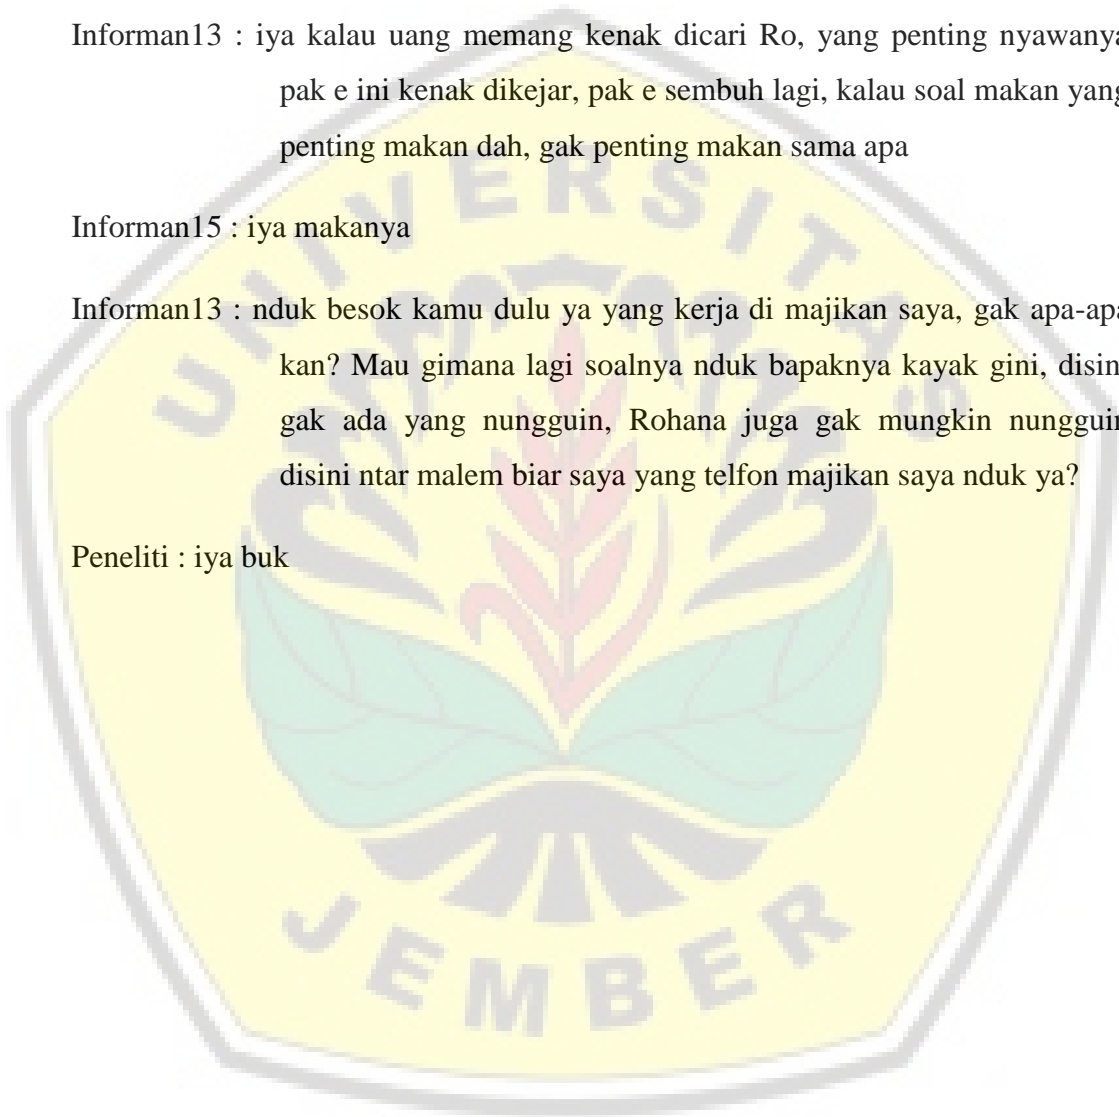 Informan13 : iya kalau uang memang kenak dicari Ro, yang penting nyawanya
pak e ini kenak dikejar, pak e sembuh lagi, kalau soal makan yang
penting makan dah, gak penting makan sama apa
Informan15 : iya makanya
Informan13 : nduk besok kamu dulu ya yang kerja di majikan saya, gak apa-apa
kan? Mau gimana lagi soalnya nduk bapaknya kayak gini, disin
gak ada yang nungguin, Rohana juga gak mungkin nungguin
disini ntar malem biar saya yang telfon majikan saya nduk ya?
Peneliti : iya buk
UNIVERSITAS
JEMBER